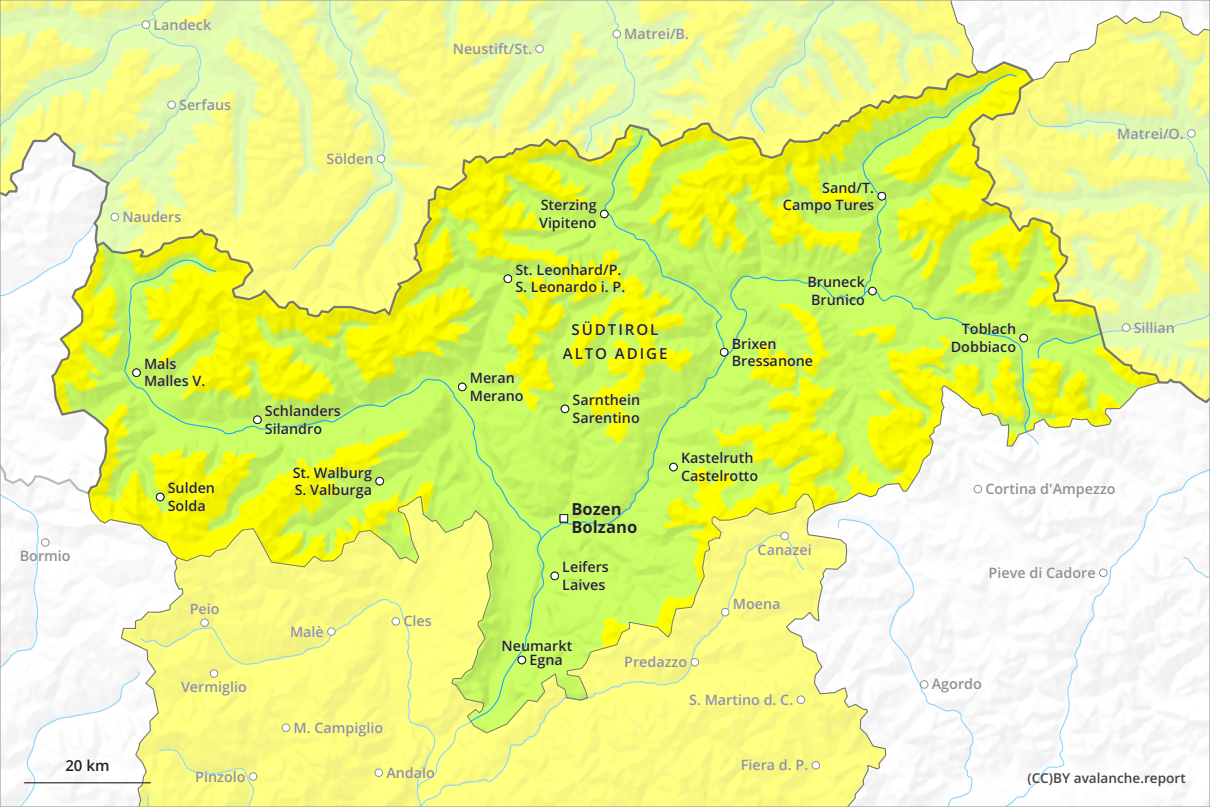 Landeck
Matrei/B.
Neustift/St.
Serfaus
Matrei/O.
Sölden
Sand/T.
Campo Tures
Nauders
Sterzing
Vipiteno
St. Leonhard/P.
S. Leonardo i. P.
Bruneck
Brunico
SÜDTIROL
ALTO ADIGE
Toblach
Dobbiaco
Sillian
Brixen
Bressanone
Mals
Malles V.
Meran
Merano
Sarnthein
Sarentino
Schlanders
Silandro
Kastelruth
Castelrotto
St. Walburg
S. Valburga
Sulden
Solda
Cortina d'Ampezzo
Bozen
Bolzano
Bormio
Canazei
Leifers
Laives
Pieve di Cadore
Peio
Moena
Malè
Cles
Neumarkt
Egna
Predazzo
Vermiglio
Agordo
S. Martino d. C.
M. Campiglio
20 km
Pinzolo
Andalo
Fiera d. P.
(CC)BY avalanche.report